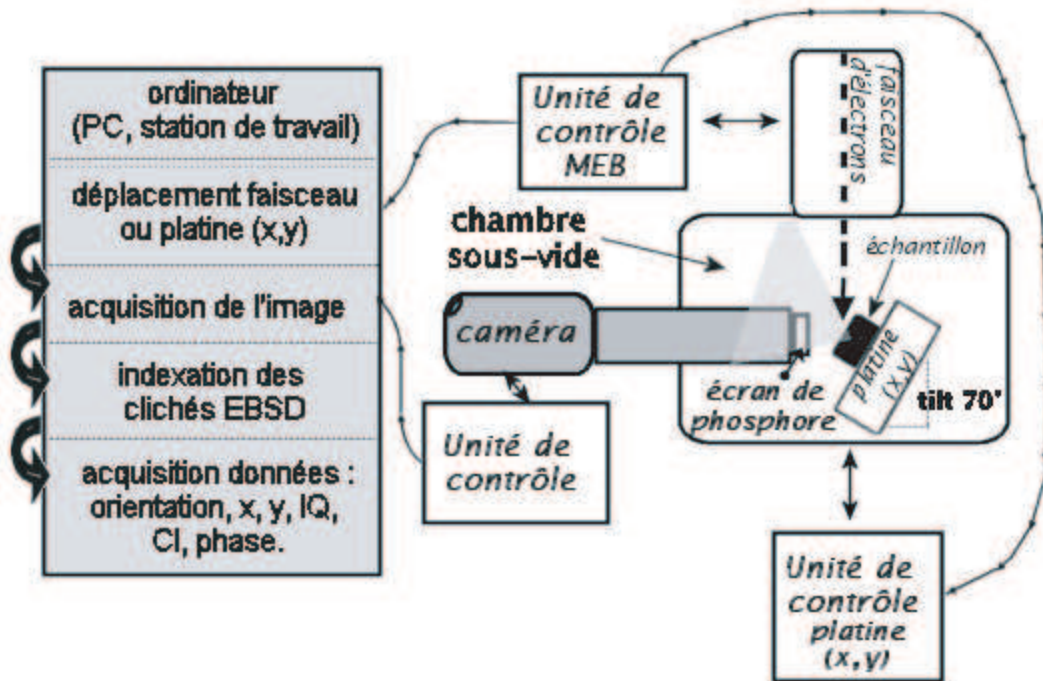 ordinateur
(PC, station de travail)
déplacement faisceau
ou platine (x,y)
acquisition de l'image
indexation des
clichés EBSD
acquisition données :
orientation, x, y, IQ,
CI, phase.
Unité de
contrôle
MEB
faisceau
d'électrons
chambre
sous-vide
échantillon
caméra
platine
(x,y)
tilt 70°
écran de
phosphore
Unité de
contrôle
Unité de
contrôle
platine
(x,y)